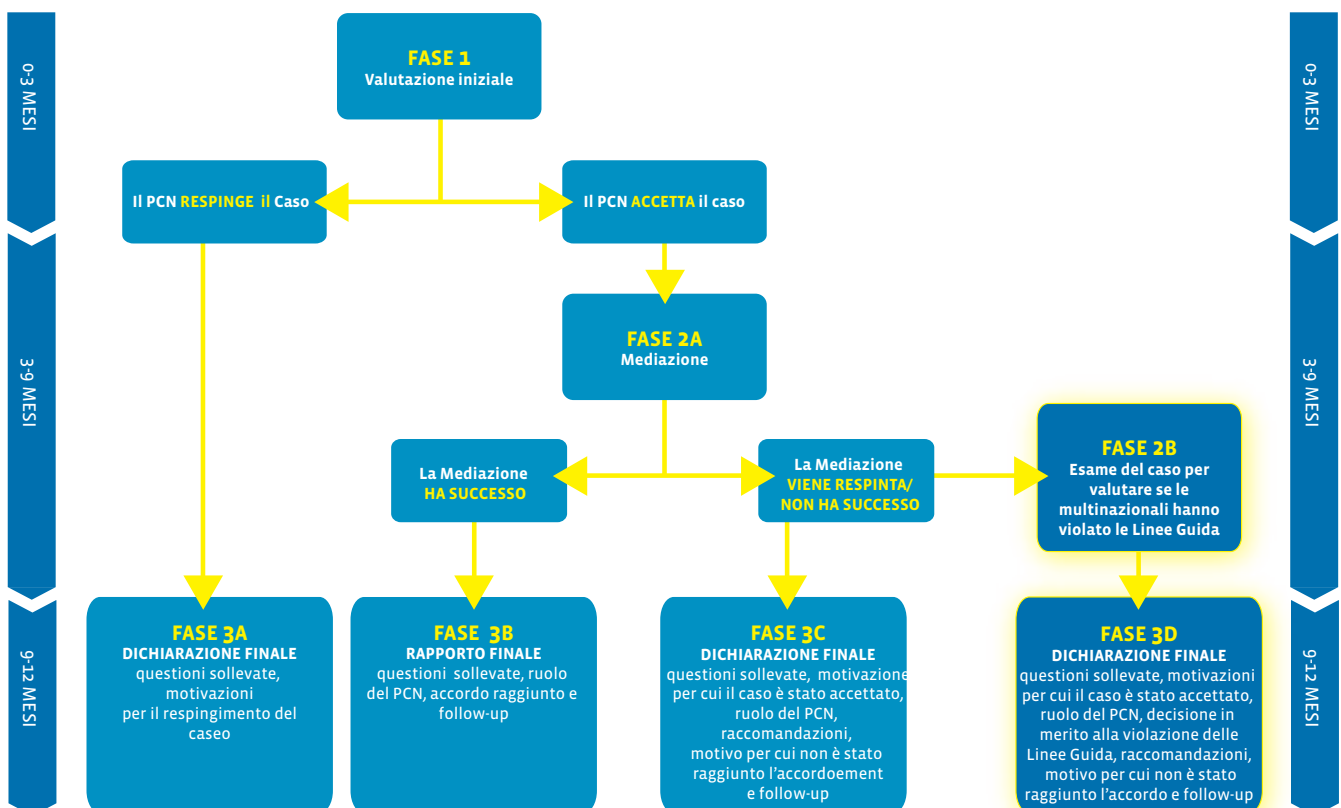 0-3 MESI
3-9 MESI
9-12 MESI
FASE 1
Valutazione iniziale
Il PCN RESPINGE il Caso
Il PCN ACCETTA il caso
FASE 2A
Mediazione
La Mediazione
HA SUCCESSO
La Mediazione
VIENE RESPINTA/
NON HA SUCCESSO
FASE 2B
Esame del caso per
valutare se le
multinazionali hanno
violato le Linee Guida
FASE 3A
DICHIARAZIONE FINALE
questioni sollevate,
motivazioni
per il respingimento del
caseo
FASE 3B
RAPPORTO FINALE
questioni sollevate, ruolo
del PCN, accordo raggiunto e
follow-up
FASE 3C
DICHIARAZIONE FINALE
questioni sollevate, motivazione
per cui il caso è stato accettato,
ruolo del PCN,
raccomandazioni,
motivo per cui non è stato
raggiunto l'accordoement
e follow-up
FASE 3D
DICHIARAZIONE FINALE
questioni sollevate, motivazioni
per cui il caso è stato accettato,
ruolo del PCN, decisione in
merito alla violazione delle
Linee Guida, raccomandazioni,
motivo per cui non è stato
raggiunto l'accordo e follow-up
0-3 MESI
3-9 MESI
9-12 MESI